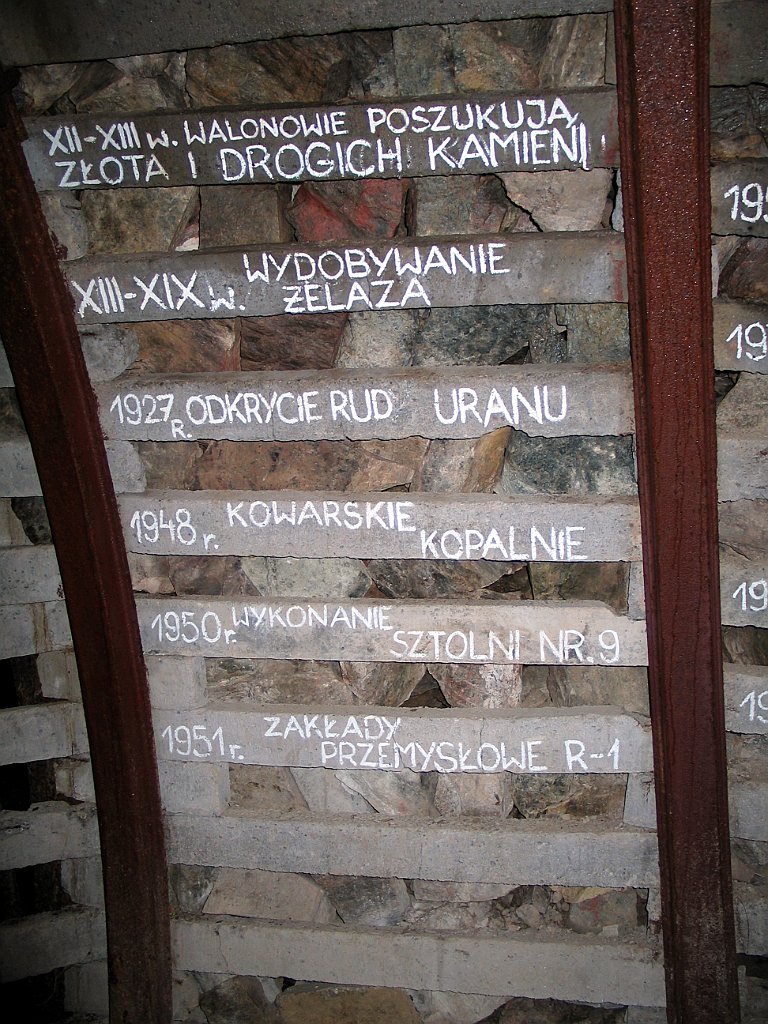 XII-XIII w. WALONOWIE POSZUKUJĄ
ZŁOTA I DROGICH KAMIENI
XIII-XIX w. WYDOBYWANIE
ŻELAZA
1927 R. ODKRYCIE RUD URANU
1948 r. KOWARSKIE
KOPALNIE
1950 r. WYKONANIE
SZTOLNI NR. 9
1951 r. ZAKŁADY
PRZEMYSŁOWE R-1